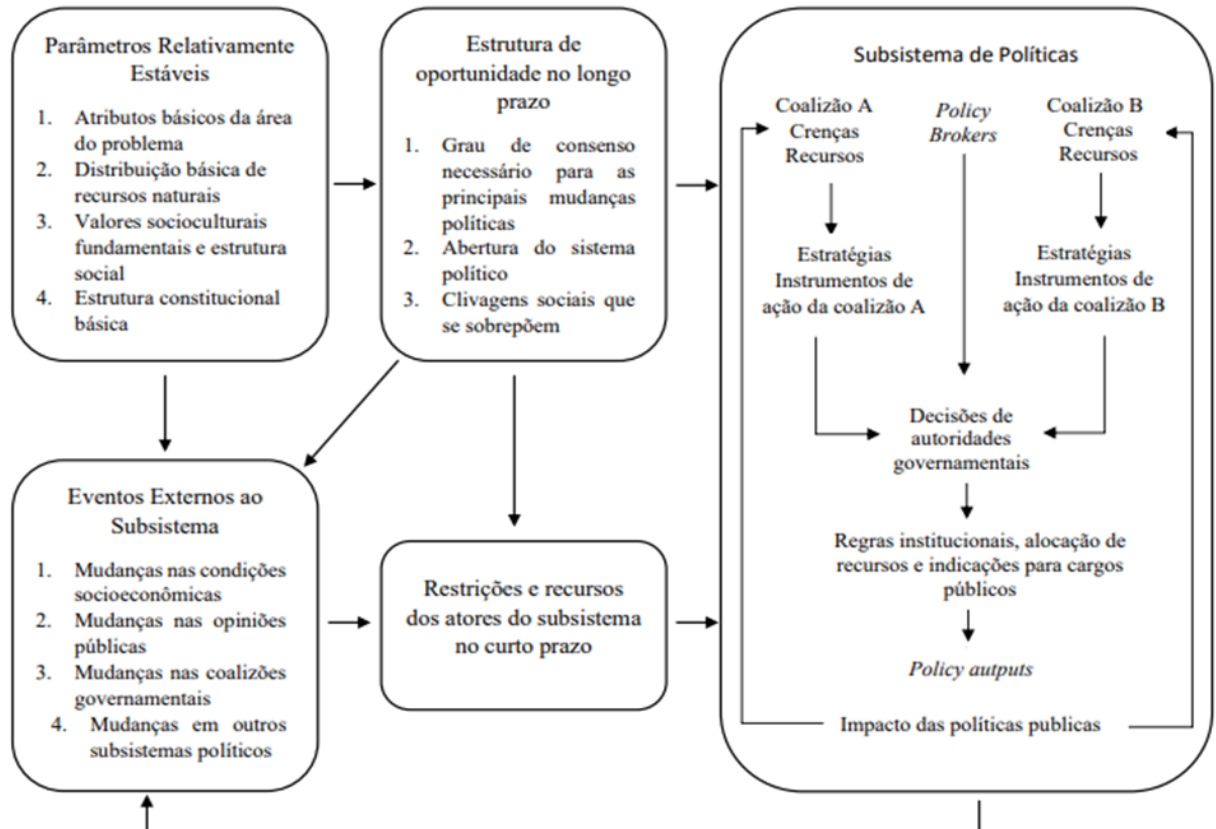 Parâmetros Relativamente
Estáveis
1. Atributos básicos da área
do problema
2. Distribuição básica de
recursos naturais
3. Valores socioculturais
fundamentais e estrutura
social
4. Estrutura constitucional
básica
Estrutura de
oportunidade no longo
prazo
1. Grau de consenso
necessário para as
principais mudanças
políticas
2. Abertura do sistema
político
3. Clivagens sociais que
se sobrepõem
Eventos Externos ao
Subsistema
1. Mudanças nas condições
socioeconômicas
2. Mudanças nas opiniões
públicas
3. Mudanças nas coalizões
governamentais
4. Mudanças em outros
subsistemas políticos
Restrições e recursos
dos atores do subsistema
no curto prazo
Subsistema de Políticas
Coalizão A
Crenças
Recursos
Policy
Brokers
Coalizão B
Crenças
Recursos
Estratégias
Instrumentos de
ação da coalizão A
Estratégias
Instrumentos de
ação da coalizão B
Decisões de
autoridades
governamentais
Regras institucionais, alocação de
recursos e indicações para cargos
públicos
Policy autputs
Impacto das políticas publicas